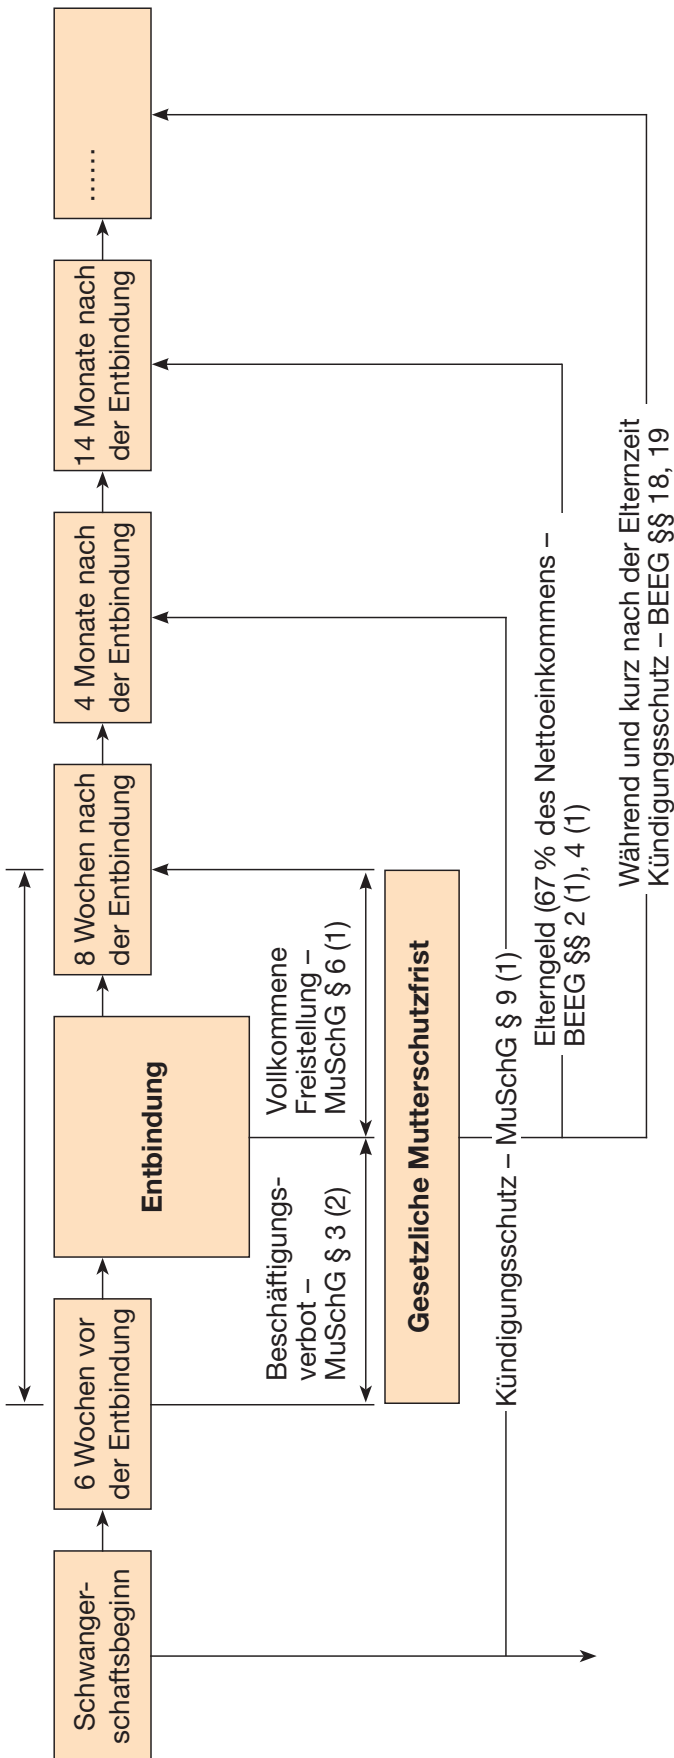 Schwanger-
schaftsbeginn
6 Wochen vor
der Entbindung
Entbindung
8 Wochen nach
der Entbindung
4 Monate nach
der Entbindung
14 Monate nach
der Entbindung
......
Beschäftigungs-
verbot –
MuSchG § 3 (2)
Vollkommene
Freistellung –
MuSchG § 6 (1)
Gesetzliche Mutterschutzfrist
Kündigungsschutz – MuSchG § 9 (1)
Elterngeld (67 % des Nettoeinkommens –
BEEG §§ 2 (1), 4 (1)
Während und kurz nach der Elternzeit
Kündigungsschutz – BEEG §§ 18, 19